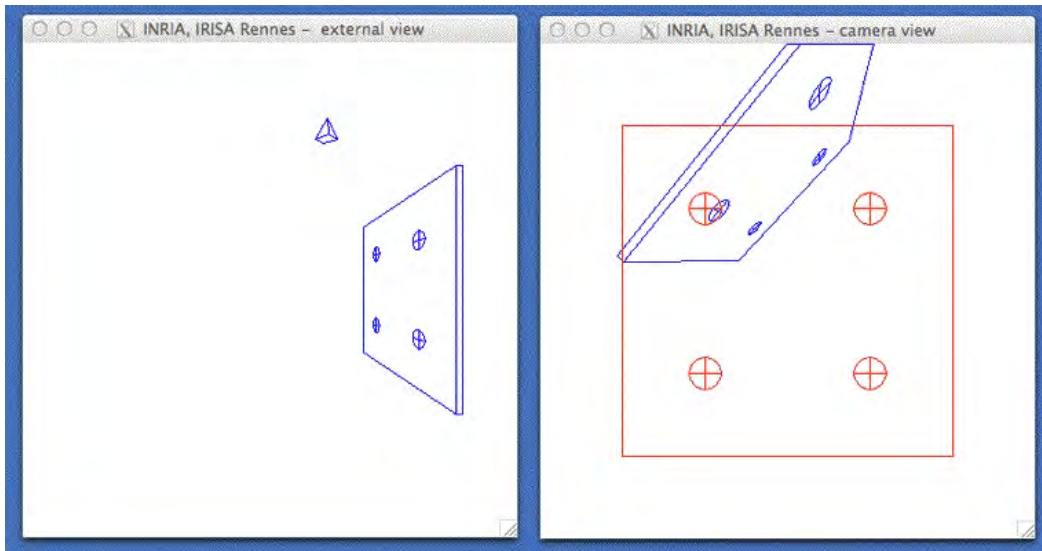 INRIA, IRISA Rennes - external view
INRIA, IRISA Rennes - camera view